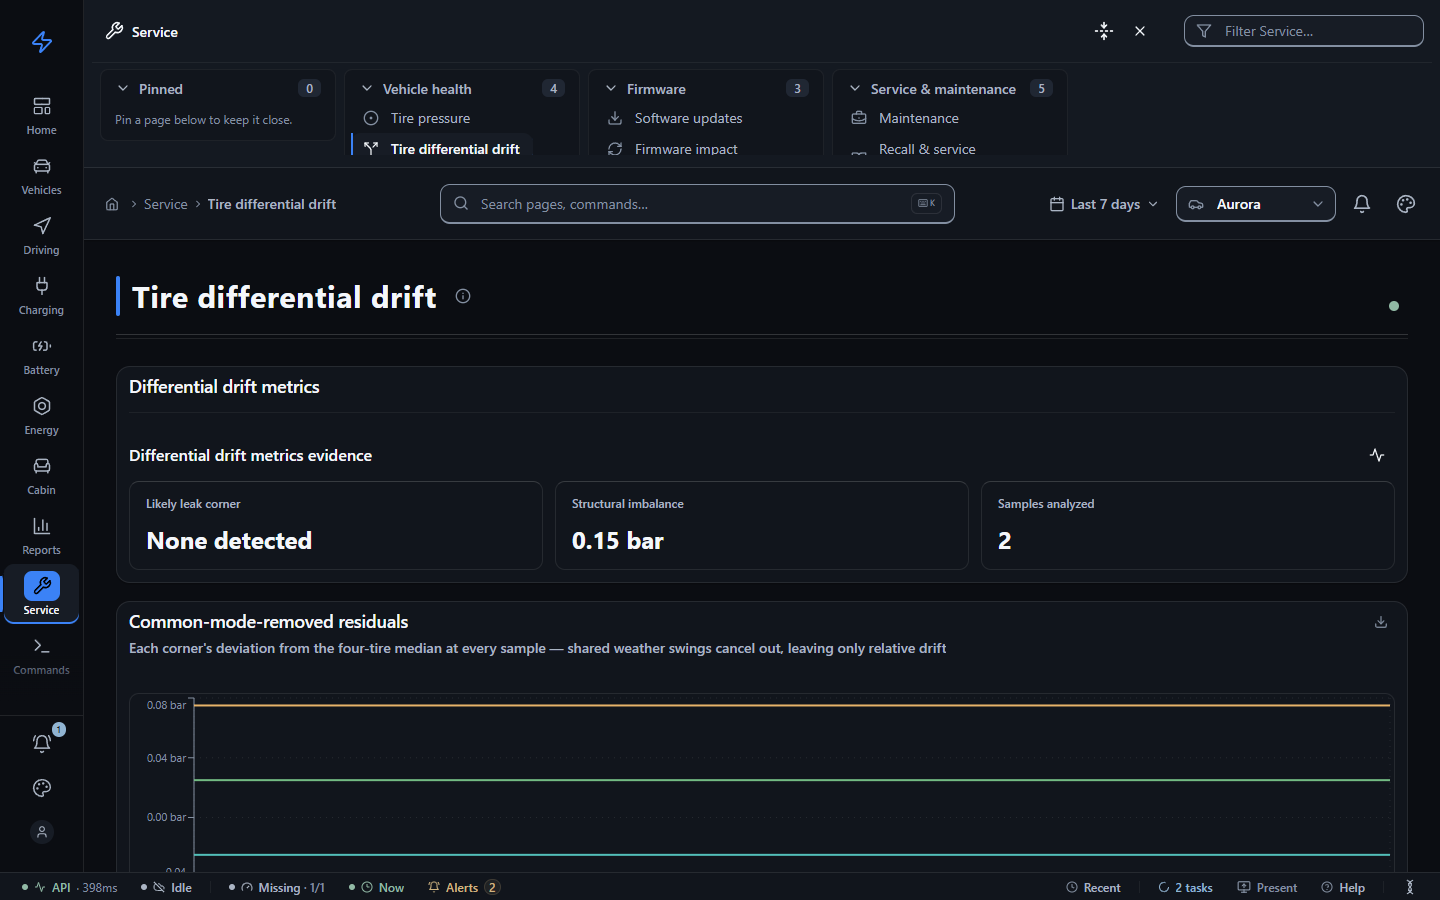 Service
Filter Service...
Pinned 0
Pin a page below to keep it close.
Vehicle health 4
Tire pressure
Tire differential drift
Firmware 3
Software updates
Firmware impact
Service & maintenance 5
Maintenance
Recall & service
Home
Vehicles
Driving
Charging
Battery
Energy
Cabin
Reports
Service
Commands
1
Service
Tire differential drift
Search pages, commands...
K
Last 7 days
Aurora
Tire differential drift
Differential drift metrics
Differential drift metrics evidence
Likely leak corner
None detected
Structural imbalance
0.15 bar
Samples analyzed
2
Common-mode-removed residuals
Each corner's deviation from the four-tire median at every sample — shared weather swings cancel out, leaving only relative drift
0.08 bar
0.04 bar
0.00 bar
API · 398ms
Idle
Missing · 1/1
Now
Alerts 2
Recent
2 tasks
Present
Help